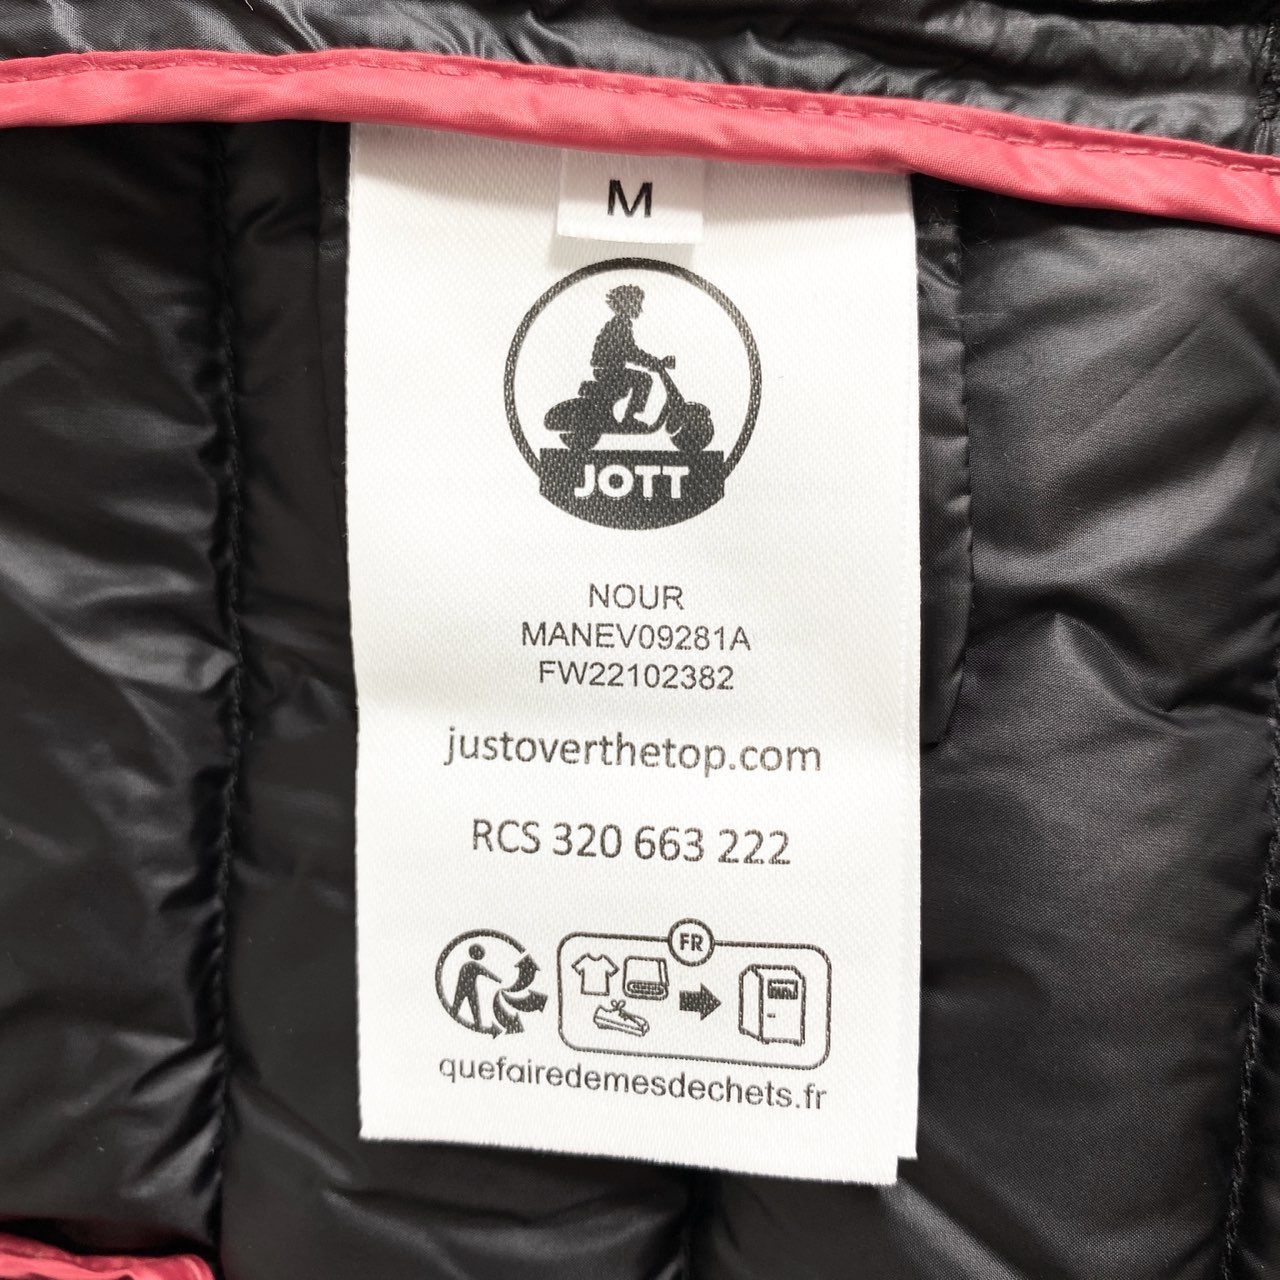 M
JOTT
NOUR
MANEV09281A
FW22102382
justoverthetop.com
RCS 320 663 222
FR
quefairedemesdechets.fr